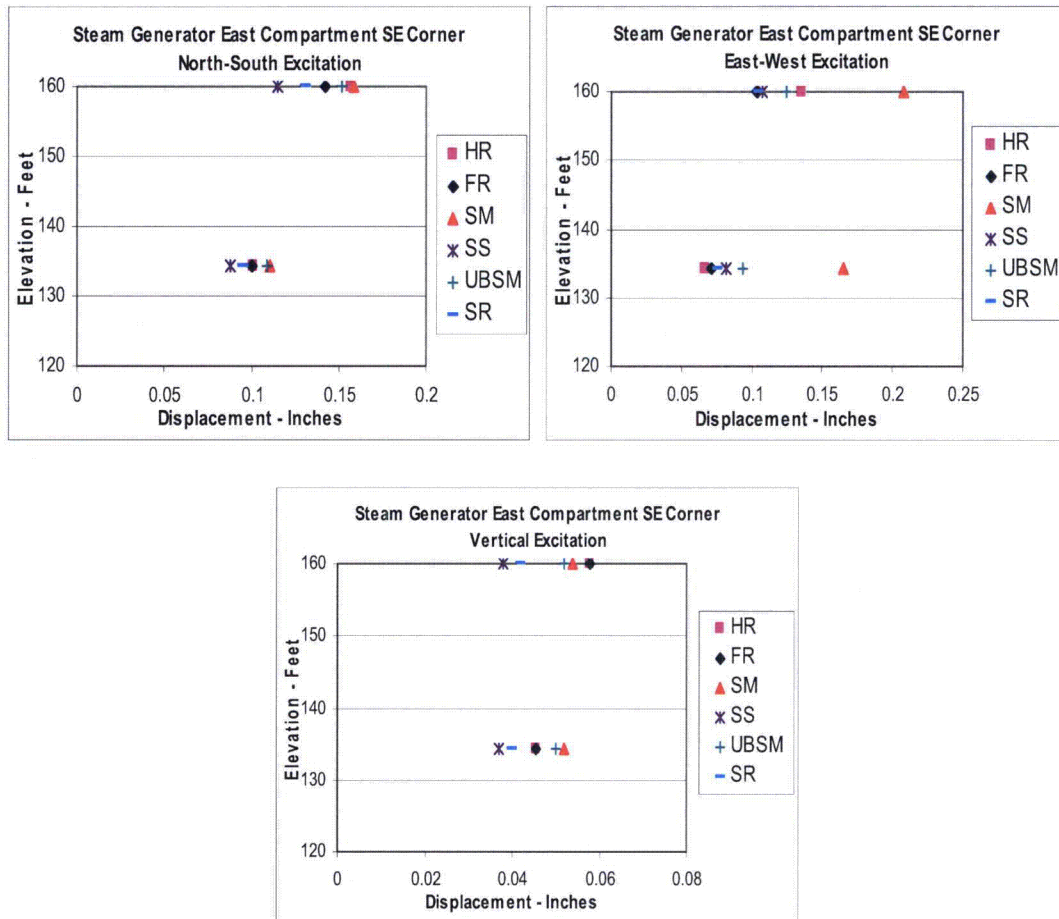 Steam Generator East Compartment SE Corner
North-South Excitation
Elevation - Feet
160
150
140
130
120
0
0.05
0.1
0.15
0.2
Displacement - Inches
HR
FR
SM
SS
UBSM
SR
Steam Generator East Compartment SE Corner
East-West Excitation
Elevation - Feet
160
150
140
130
120
0
0.05
0.1
0.15
0.2
0.25
Displacement - Inches
HR
FR
SM
SS
UBSM
SR
Steam Generator East Compartment SE Corner
Vertical Excitation
Elevation - Feet
160
150
140
130
120
0
0.02
0.04
0.06
0.08
Displacement - Inches
HR
FR
SM
SS
UBSM
SR